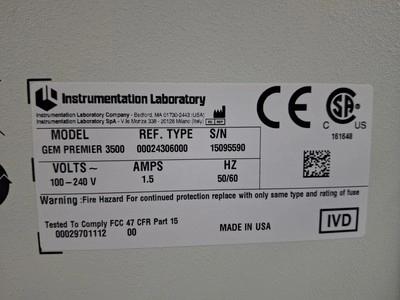 Instrumentation Laboratory
Instrumentation Laboratory Company - Bedford, MA 01730-2443 (USA)
Instrumentation Laboratory SpA - V.le Monza 338 - 20128 Milano (Italy)
CE
SA
C US
161648
MODEL REF. TYPE S/N
GEM PREMIER 3500 00024306000 15095590
VOLTS~ AMPS HZ
100-240 V 1.5 50/60
Warning :Fire Hazard For continued protection replace with only same type and rating of fuse
Tested To Comply FCC 47 CFR Part 15
00029701112 00
MADE IN USA
IVD